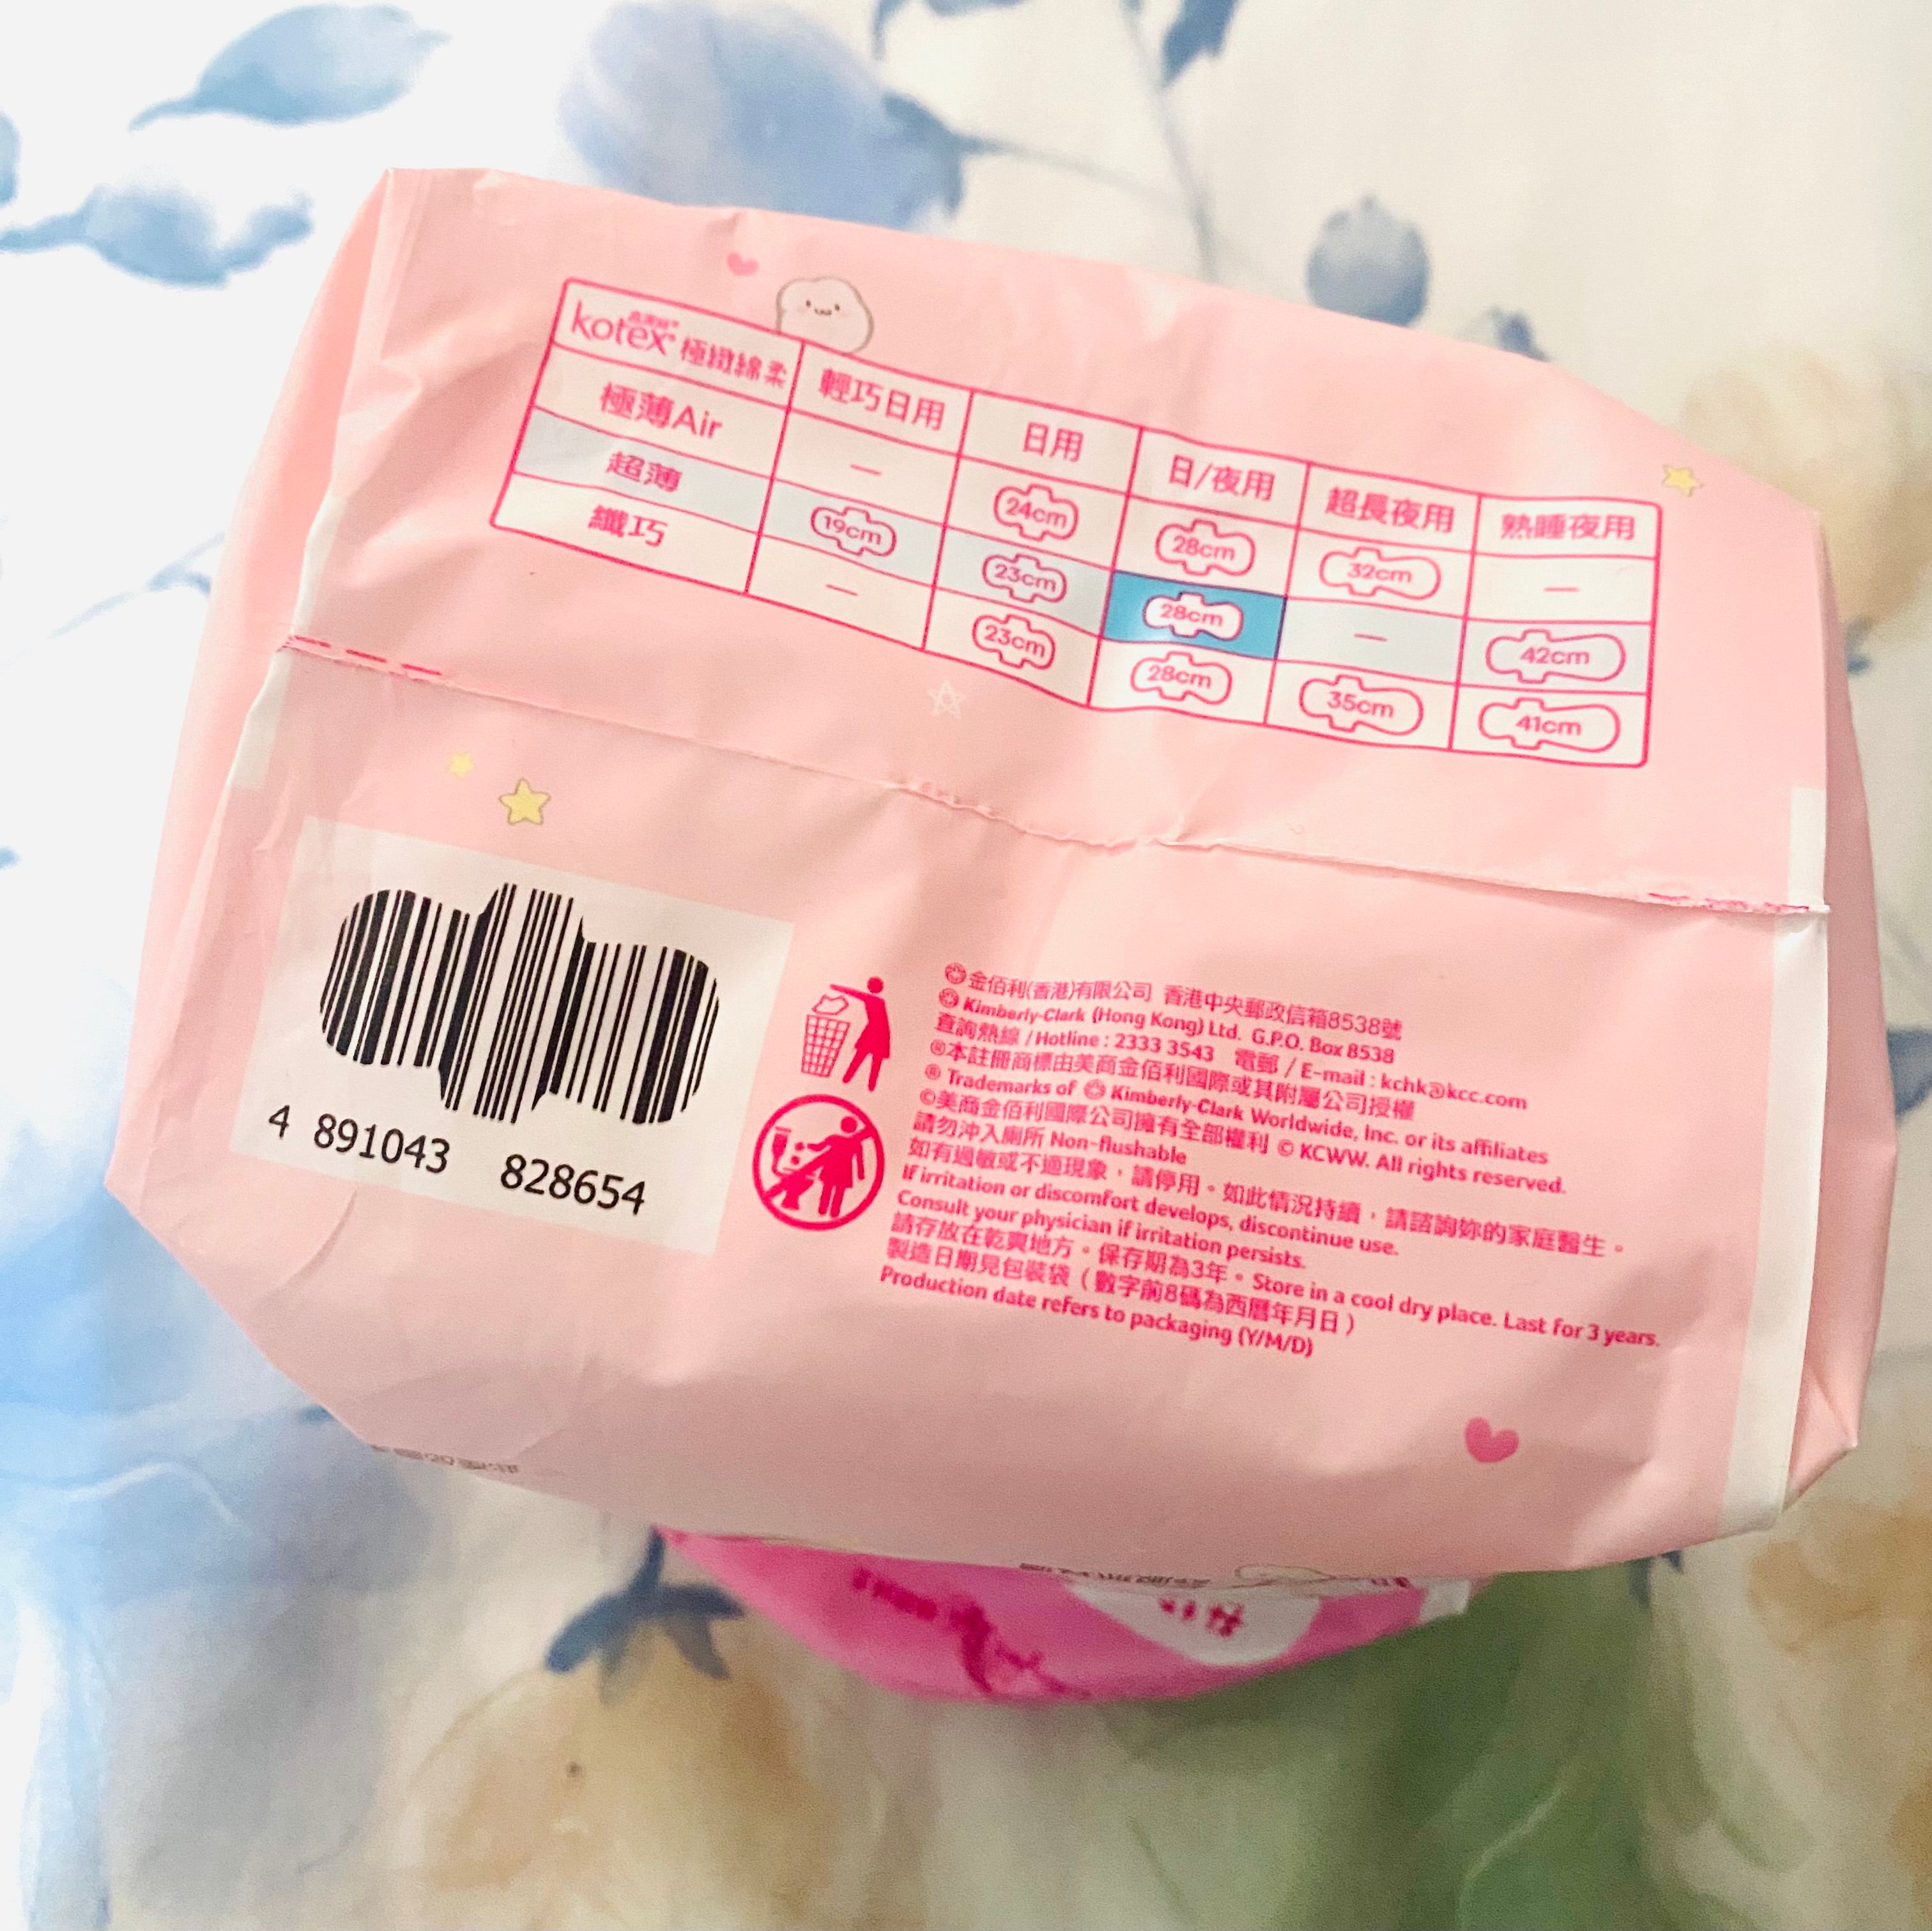 kotex® 極緻綿柔 輕巧日用 日用 日/夜用 超長夜用 熟睡夜用
極薄Air — 24cm 28cm 32cm —
超薄 19cm 23cm 28cm — 42cm
纖巧 — 23cm 28cm 35cm 41cm
4 891043 828654
金佰利(香港)有限公司 香港中央郵政信箱8538號
Kimberly-Clark (Hong Kong) Ltd. G.P.O. Box 8538
查詢熱線 / Hotline : 2333 3543 電郵 / E-mail : kchk@kcc.com
®本註冊商標由美商金佰利國際或其附屬公司授權
® Trademarks of Kimberly-Clark Worldwide, Inc. or its affiliates
©美商金佰利國際公司擁有全部權利 © KCWW. All rights reserved.
請勿沖入廁所 Non-flushable
如有過敏或不適現象，請停用。如此情況持續，請諮詢妳的家庭醫生。
If irritation or discomfort develops, discontinue use.
Consult your physician if irritation persists.
請存放在乾爽地方。保存期為3年。Store in a cool dry place. Last for 3 years.
製造日期見包裝袋（數字前8碼為西曆年月日）
Production date refers to packaging (Y/M/D)